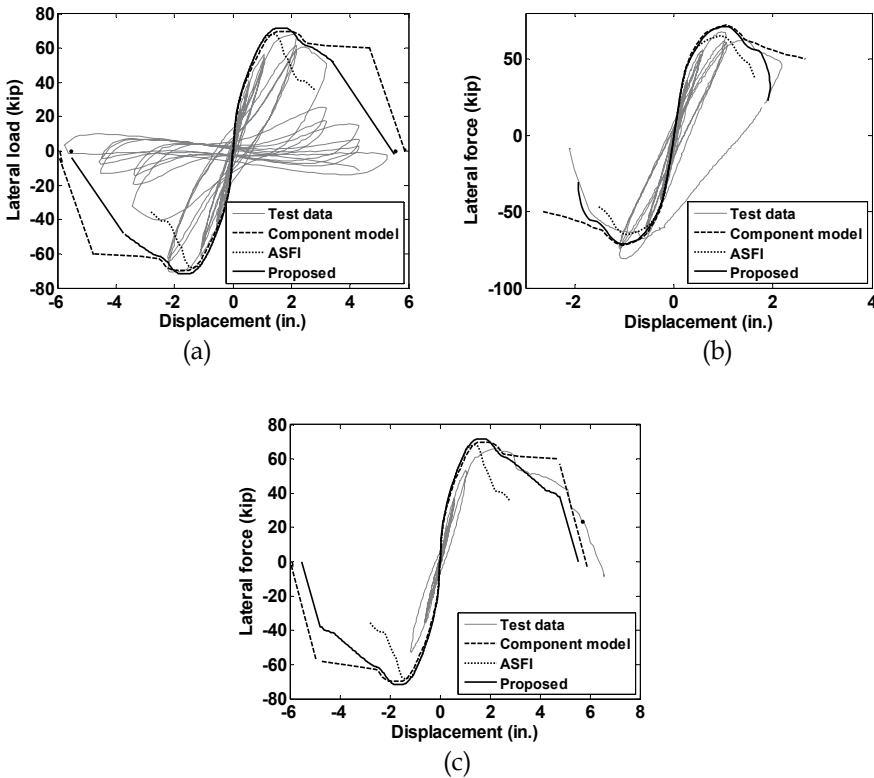 80
60
40
20
0
-20
-40
-60
-80
Lateral load (kip)
-6
-4
-2
0
2
4
6
Displacement (in.)
Test data
Component model
ASFI
Proposed
(a)
50
0
-50
-100
Lateral force (kip)
-2
0
2
4
Displacement (in.)
Test data
Component model
ASFI
Proposed
(b)
80
60
40
20
0
-20
-40
-60
-80
Lateral force (kip)
-6
-4
-2
0
2
4
6
8
Displacement (in.)
Test data
Component model
ASFI
Proposed
(c)